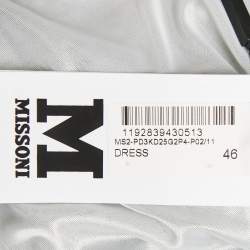 M
MISSONI
1192839430513
MS2-PD3KD25G2P4-P02/11
DRESS 46